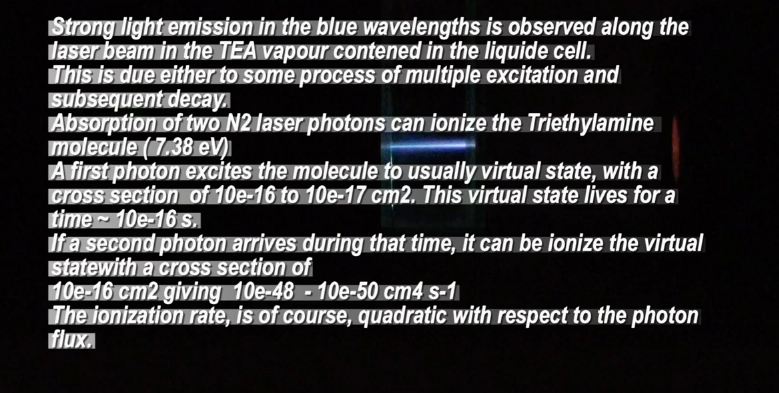 Strong light emission in the blue wavelengths is observed along the
laser beam in the TEA vapour contened in the liquide cell.
This is due either to some process of multiple excitation and
subsequent decay.
Absorption of two N2 laser photons can ionize the Triethylamine
molecule ( 7.38 eV)
A first photon excites the molecule to usually virtual state, with a
cross section of 10e-16 to 10e-17 cm2. This virtual state lives for a
time ~ 10e-16 s.
If a second photon arrives during that time, it can be ionize the virtual
statewith a cross section of
10e-16 cm2 giving 10e-48 - 10e-50 cm4 s-1
The ionization rate, is of course, quadratic with respect to the photon
flux.